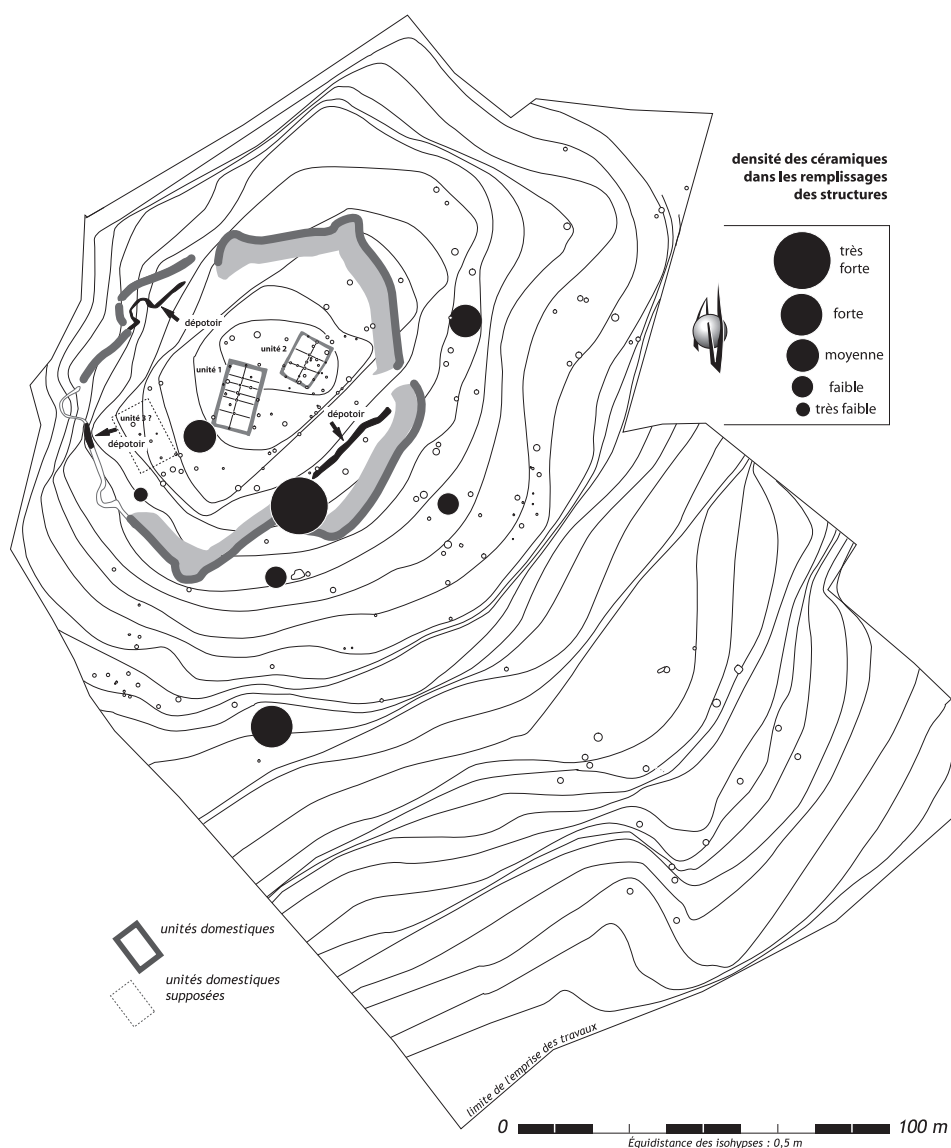 densité des céramiques
dans les remplissages
des structures
très
forte
forte
moyenne
faible
très faible
dépotoir
unité 2
unité 1
dépotoir
unité 3 ?
dépotoir
unités domestiques
unités domestiques
supposées
limite de l'emprise des travaux
0
100 m
Équidistance des isohypses : 0,5 m